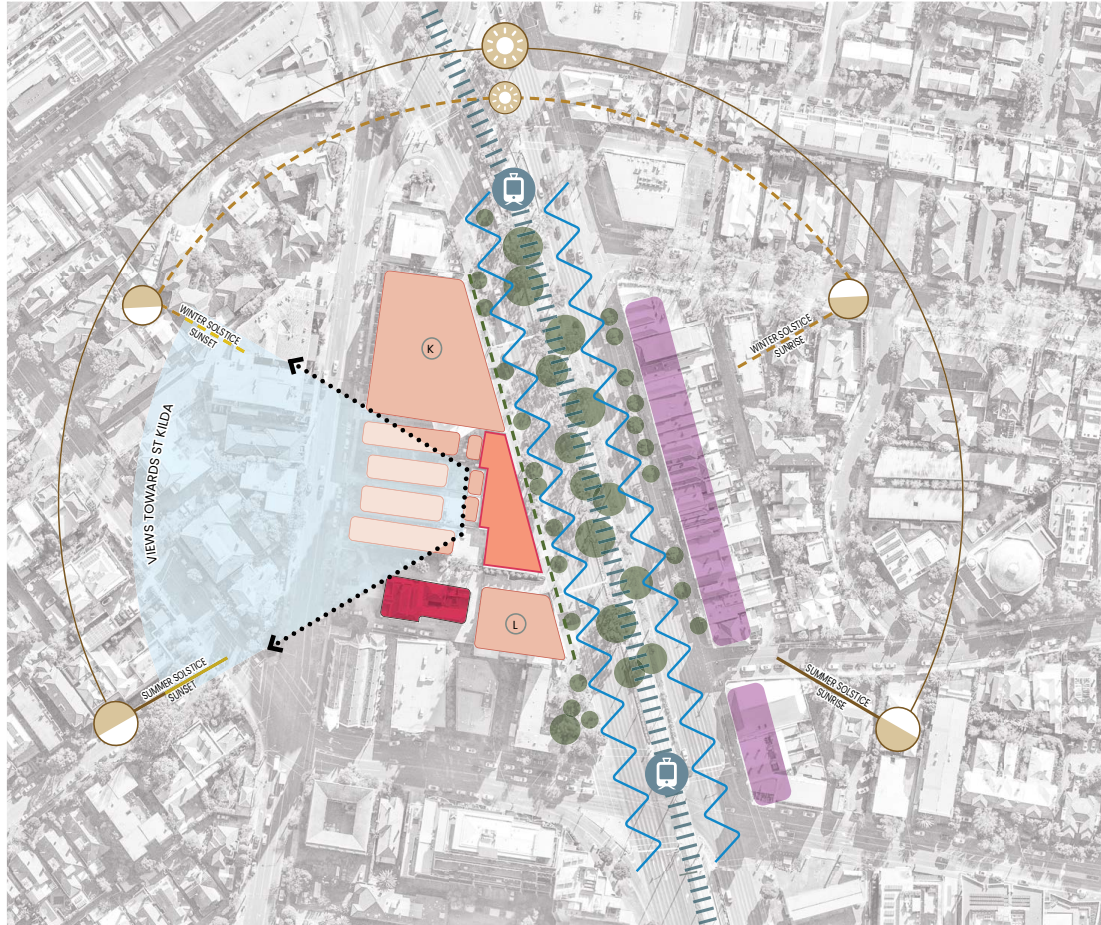 WINTER SOLSTICE
SUNSET
WINTER SOLSTICE
SUNRISE
K
VIEWS TOWARDS ST KILDA
L
SUMMER SOLSTICE
SUNSET
SUMMER SOLSTICE
SUNRISE